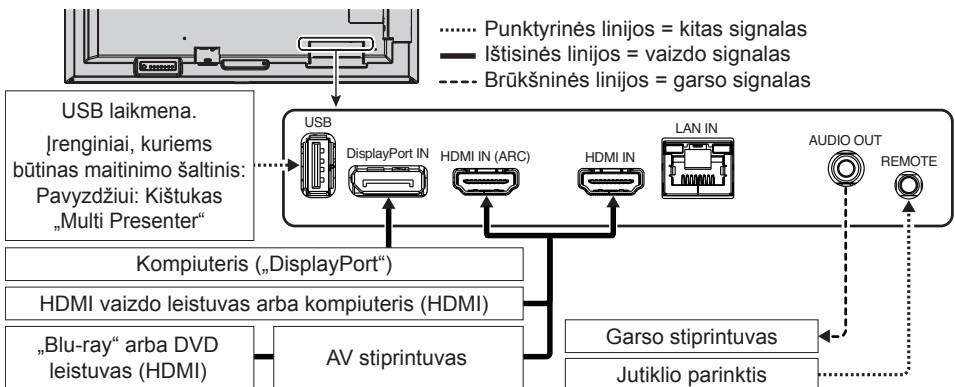 Punktyrinės linijos = kitas signalas
Ištisinės linijos = vaizdo signalas
Brūkšninės linijos = garso signalas
USB laikmena.
Įrenginiai, kuriems
būtinas maitinimo šaltinis:
Pavyzdžiui: Kištukas
„Multi Presenter“
USB
DisplayPort IN
HDMI IN (ARC)
HDMI IN
LAN IN
AUDIO OUT
REMOTE
Kompiuteris („DisplayPort“)
HDMI vaizdo leistuvas arba kompiuteris (HDMI)
„Blu-ray“ arba DVD
leistuvas (HDMI)
AV stiprintuvas
Garso stiprintuvas
Jutiklio parinktis